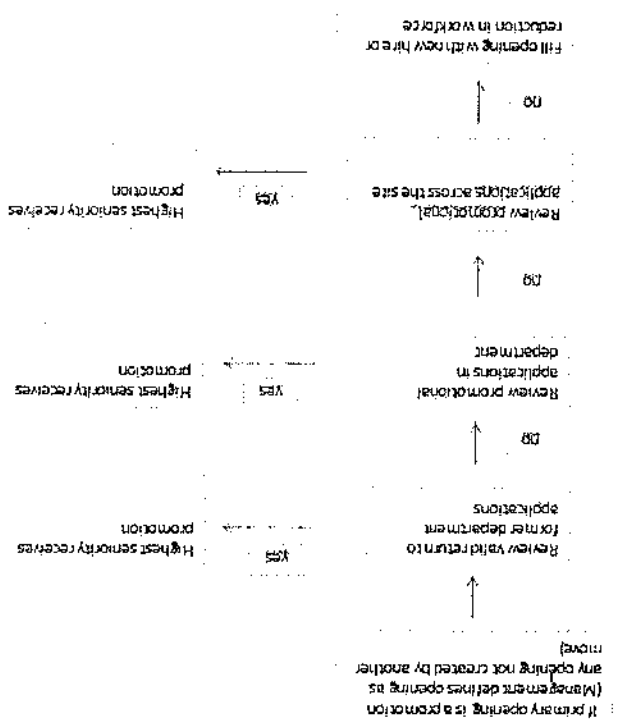 If primary opening is a promotion
(Management defines opening as
any opening not created by another
move)
Review valid return to
former department
applications
yes
Highest seniority receives
promotion
no
Review promotional
applications in
department
yes
Highest seniority receives
promotion
no
Review promotional
applications across the site
yes
Highest seniority receives
promotion
no
Fill opening with new hire or
reduction in workforce